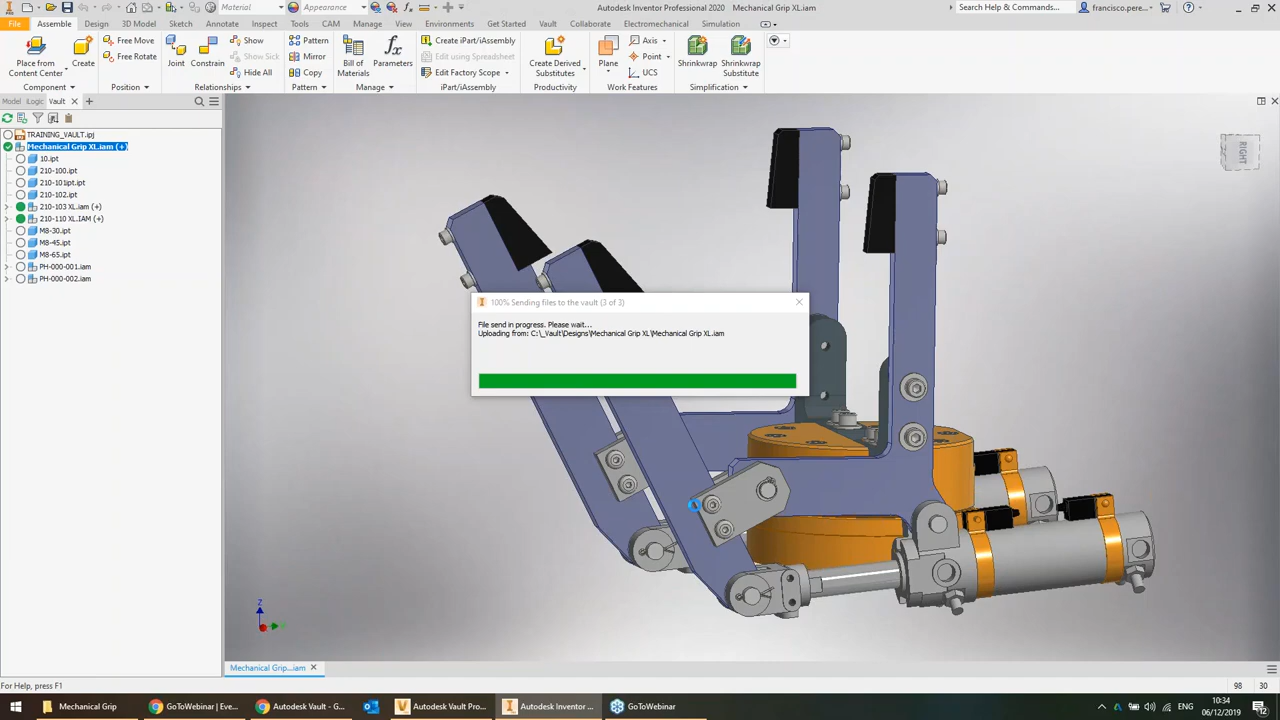 Material
Appearance
Autodesk Inventor Professional 2020 Mechanical Grip XL.iam
Search Help & Commands...
francisco.pere...
File Assemble Design 3D Model Sketch Annotate Inspect Tools CAM Manage View Environments Get Started Vault Collaborate Electromechanical Simulation
Place from
Content Center
Create
Component
Free Move
Free Rotate
Position
Joint
Constrain
Show
Show Sick
Hide All
Relationships
Pattern
Mirror
Copy
Pattern
Bill of
Materials
Parameters
Manage
Create iPart/iAssembly
Edit using Spreadsheet
Edit Factory Scope
iPart/iAssembly
Create Derived
Substitutes
Productivity
Plane
Axis
Point
UCS
Work Features
Shrinkwrap
Shrinkwrap
Substitute
Simplification
Model iLogic Vault
TRAINING_VAULT.ipj
Mechanical Grip XL.iam (+)
10.ipt
210-100.ipt
210-101ipt.ipt
210-102.ipt
210-103 XL.iam (+)
210-110 XL.IAM (+)
M8-30.ipt
M8-45.ipt
M8-65.ipt
PH-000-001.iam
PH-000-002.iam
RIGHT
100% Sending files to the vault (3 of 3)
File send in progress. Please wait...
Uploading from: C:\_Vault\Designs\Mechanical Grip XL\Mechanical Grip XL.iam
Z
Mechanical Grip...iam
For Help, press F1
98 30
Mechanical Grip
GoToWebinar | Eve...
Autodesk Vault - G...
Autodesk Vault Pro...
Autodesk Inventor ...
GoToWebinar
ENG
10:34
06/12/2019